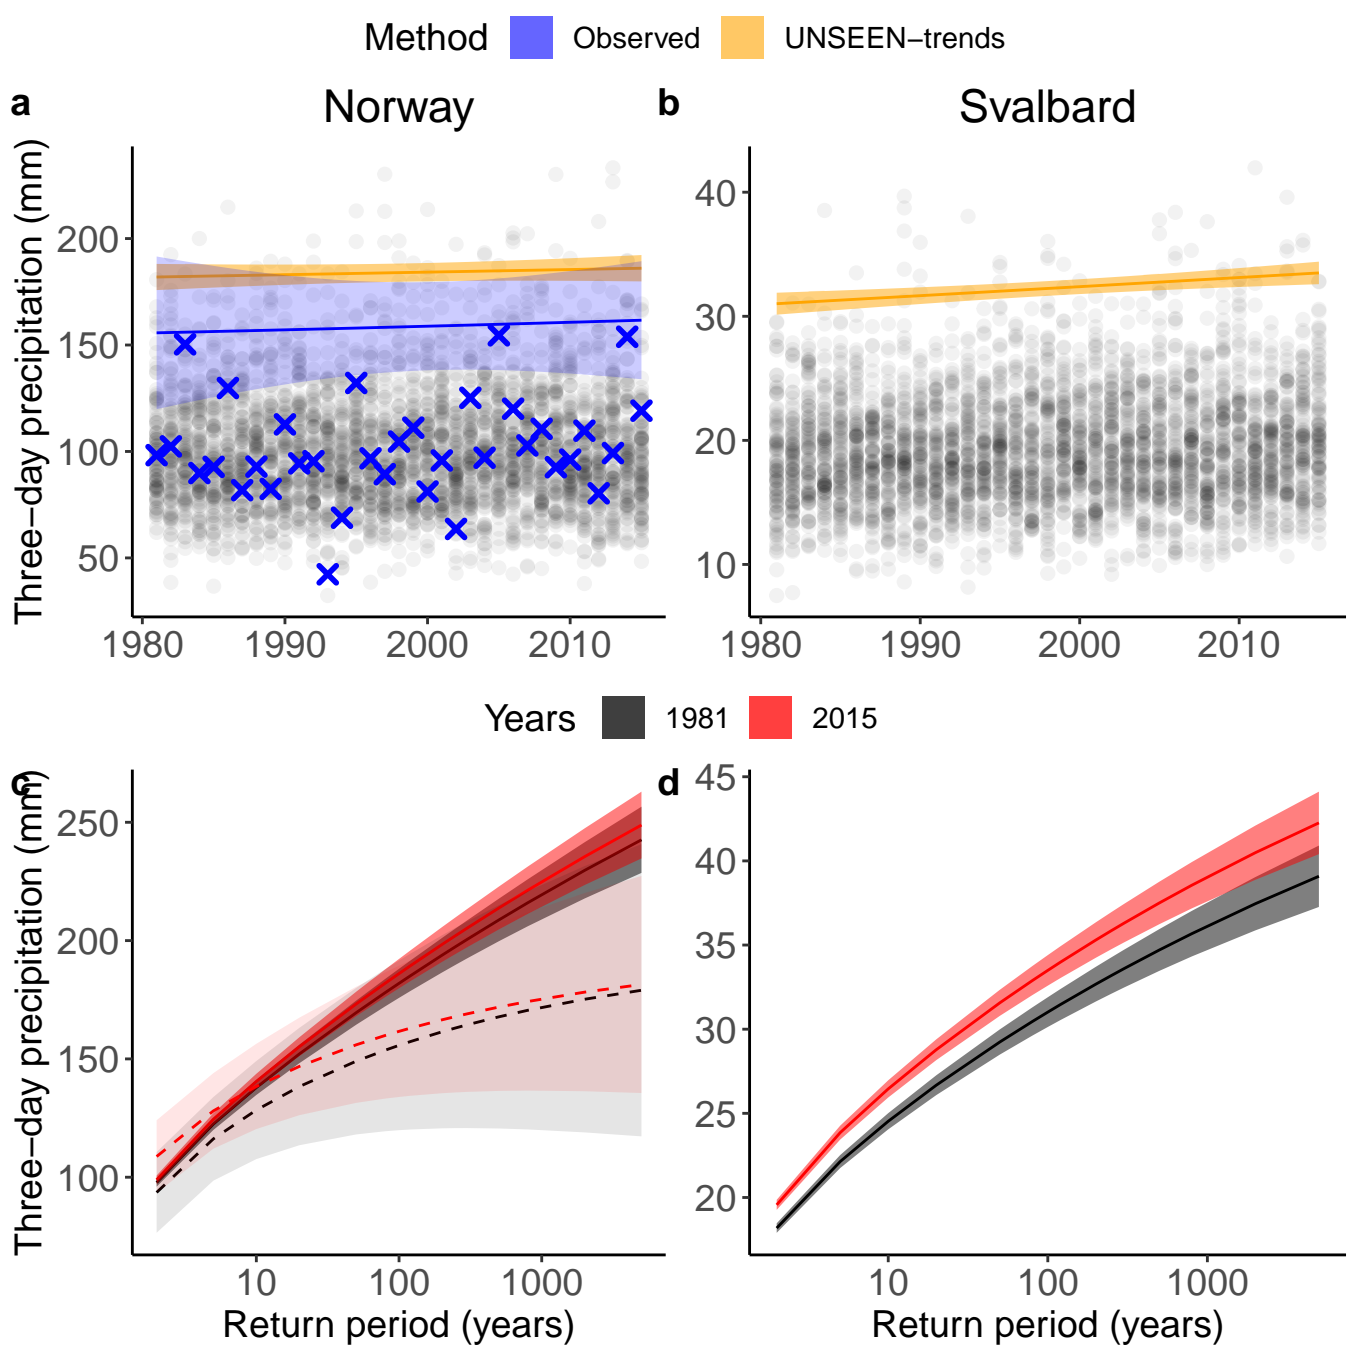 Method Observed UNSEEN−trends
a Norway b Svalbard
Three−day precipitation (mm)
200
150
100
50
1980 1990 2000 2010
40
30
20
10
1980 1990 2000 2010
Years 1981 2015
c d
Three−day precipitation (mm)
250
200
150
100
10 100 1000
Return period (years)
45
40
35
30
25
20
10 100 1000
Return period (years)